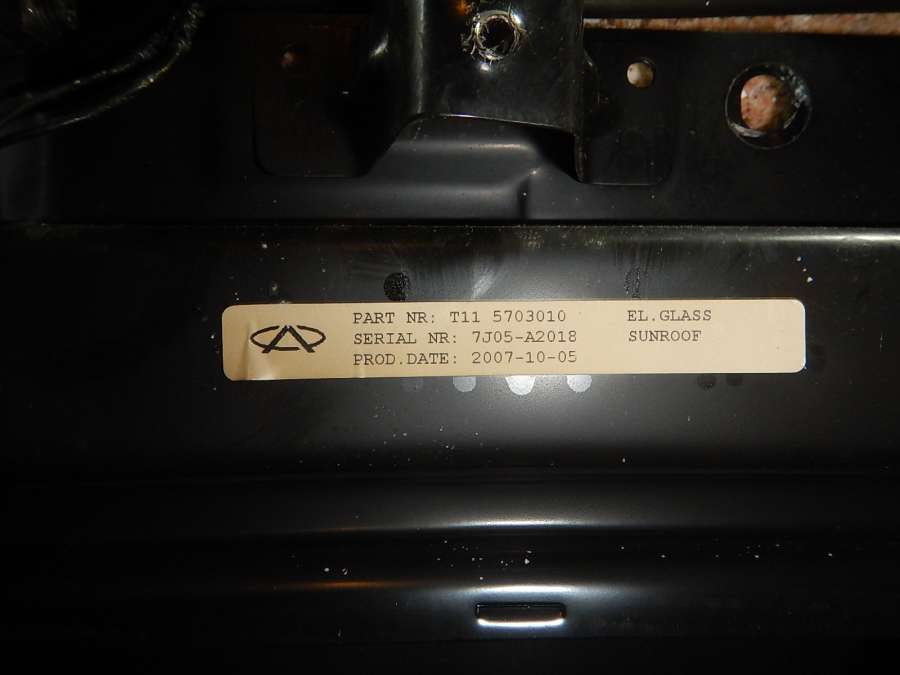 PART NR: T11 5703010 EL.GLASS
SERIAL NR: 7J05-A2018 SUNROOF
PROD.DATE: 2007-10-05